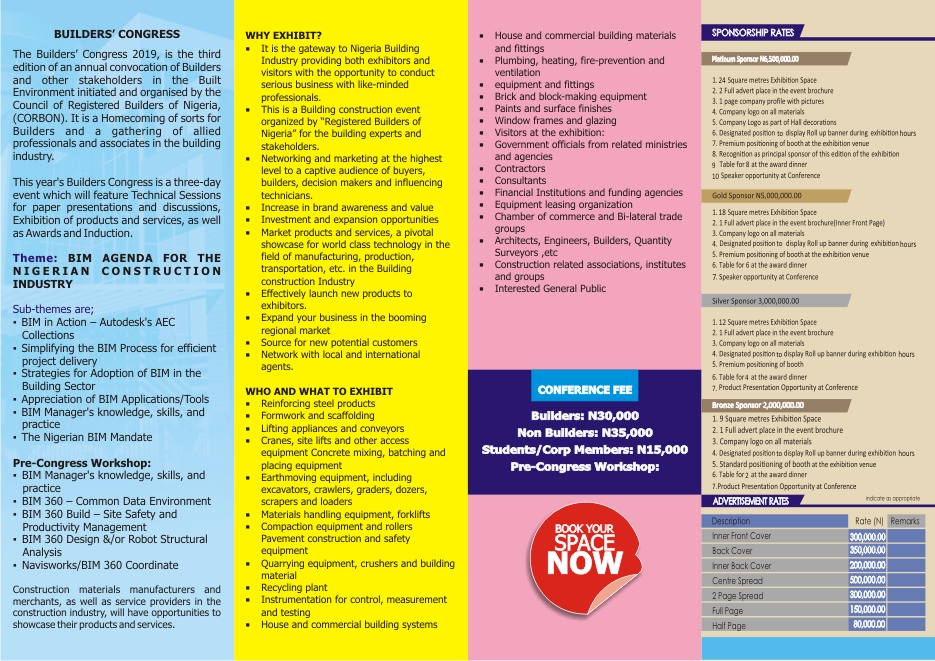 BUILDERS' CONGRESS
The Builders' Congress 2019, is the third
edition of an annual convocation of Builders
and other stakeholders in the Built
Environment initiated and organised by the
Council of Registered Builders of Nigeria,
(CORBON). It is a Homecoming of sorts for
Builders and a gathering of allied
professionals and associates in the building
industry.
This year's Builders Congress is a three-day
event which will feature Technical Sessions
for paper presentations and discussions,
Exhibition of products and services, as well
as Awards and Induction.
Theme: BIM AGENDA FOR THE
NIGERIAN CONSTRUCTION
INDUSTRY
Sub-themes are;
▪ BIM in Action – Autodesk's AEC
Collections
▪ Simplifying the BIM Process for efficient
project delivery
▪ Strategies for Adoption of BIM in the
Building Sector
▪ Appreciation of BIM Applications/Tools
▪ BIM Manager's knowledge, skills, and
practice
▪ The Nigerian BIM Mandate
Pre-Congress Workshop:
▪ BIM Manager's knowledge, skills, and
practice
▪ BIM 360 – Common Data Environment
▪ BIM 360 Build – Site Safety and
Productivity Management
▪ BIM 360 Design &/or Robot Structural
Analysis
▪ Navisworks/BIM 360 Coordinate
Construction materials manufacturers and
merchants, as well as service providers in the
construction industry, will have opportunities to
showcase their products and services.
WHY EXHIBIT?
▪ It is the gateway to Nigeria Building
Industry providing both exhibitors and
visitors with the opportunity to conduct
serious business with like-minded
professionals.
▪ This is a Building construction event
organized by "Registered Builders of
Nigeria" for the building experts and
stakeholders.
▪ Networking and marketing at the highest
level to a captive audience of buyers,
builders, decision makers and influencing
technicians.
▪ Increase in brand awareness and value
▪ Investment and expansion opportunities
▪ Market products and services, a pivotal
showcase for world class technology in the
field of manufacturing, production,
transportation, etc. in the Building
construction Industry
▪ Effectively launch new products to
exhibitors.
▪ Expand your business in the booming
regional market
▪ Source for new potential customers
▪ Network with local and international
agents.
WHO AND WHAT TO EXHIBIT
▪ Reinforcing steel products
▪ Formwork and scaffolding
▪ Lifting appliances and conveyors
▪ Cranes, site lifts and other access
equipment Concrete mixing, batching and
placing equipment
▪ Earthmoving equipment, including
excavators, crawlers, graders, dozers,
scrapers and loaders
▪ Materials handling equipment, forklifts
▪ Compaction equipment and rollers
Pavement construction and safety
equipment
▪ Quarrying equipment, crushers and building
material
▪ Recycling plant
▪ Instrumentation for control, measurement
and testing
▪ House and commercial building systems
▪ House and commercial building materials
and fittings
▪ Plumbing, heating, fire-prevention and
ventilation
▪ equipment and fittings
▪ Brick and block-making equipment
▪ Paints and surface finishes
▪ Window frames and glazing
▪ Visitors at the exhibition:
▪ Government officials from related ministries
and agencies
▪ Contractors
▪ Consultants
▪ Financial Institutions and funding agencies
▪ Equipment leasing organization
▪ Chamber of commerce and Bi-lateral trade
groups
▪ Architects, Engineers, Builders, Quantity
Surveyors ,etc
▪ Construction related associations, institutes
and groups
▪ Interested General Public
CONFERENCE FEE
Builders: N30,000
Non Builders: N35,000
Students/Corp Members: N15,000
Pre-Congress Workshop:
BOOK YOUR
SPACE
NOW
SPONSORSHIP RATES
Platinum Sponsor N6,500,000.00
1. 24 Square metres Exhibition Space
2. 2 Full advert place in the event brochure
3. 1 page company profile with pictures
4. Company logo on all materials
5. Company Logo as part of Hall decorations
6. Designated position to display Roll up banner during exhibition hours
7. Premium positioning of booth at the exhibition venue
8. Recognition as principal sponsor of this edition of the exhibition
9 Table for 8 at the award dinner
10 Speaker opportunity at Conference
Gold Sponsor N5,000,000.00
1. 18 Square metres Exhibition Space
2. 1 Full advert place in the event brochure(Inner Front Page)
3. Company logo on all materials
4. Designated position to display Roll up banner during exhibition hours
5. Premium positioning of booth at the exhibition venue
6. Table for 6 at the award dinner
7. Speaker opportunity at Conference
Silver Sponsor 3,000,000.00
1. 12 Square metres Exhibition Space
2. 1 Full advert place in the event brochure
3. Company logo on all materials
4. Designated position to display Roll up banner during exhibition hours
5. Premium positioning of booth
6. Table for 4 at the award dinner
7. Product Presentation Opportunity at Conference
Bronze Sponsor 2,000,000.00
1. 9 Square metres Exhibition Space
2. 1 Full advert place in the event brochure
3. Company logo on all materials
4. Designated position to display Roll up banner during exhibition hours
5. Standard positioning of booth at the exhibition venue
6. Table for 2 at the award dinner
7.Product Presentation Opportunity at Conference
ADVERTISEMENT RATES indicate as appropriate
Description Rate (N) Remarks
Inner Front Cover 300,000.00
Back Cover 350,000.00
Inner Back Cover 200,000.00
Centre Spread 500,000.00
2 Page Spread 300,000.00
Full Page 150,000.00
Half Page 80,000.00